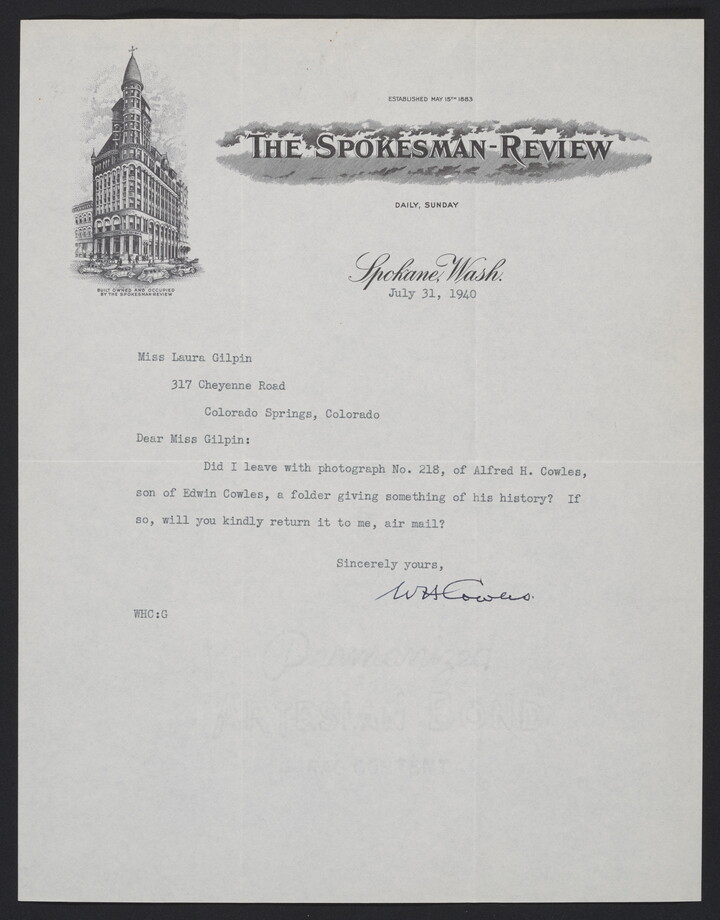 ESTABLISHED MAY 15TH 1883
THE SPOKESMAN-REVIEW
DAILY, SUNDAY
BUILT OWNED AND OCCUPIED
BY THE SPOKESMAN-REVIEW
Spokane, Wash.
July 31, 1940
Miss Laura Gilpin
317 Cheyenne Road
Colorado Springs, Colorado
Dear Miss Gilpin:
Did I leave with photograph No. 218, of Alfred H. Cowles,
son of Edwin Cowles, a folder giving something of his history? If
so, will you kindly return it to me, air mail?
Sincerely yours,
WHCowles.
WHC:G